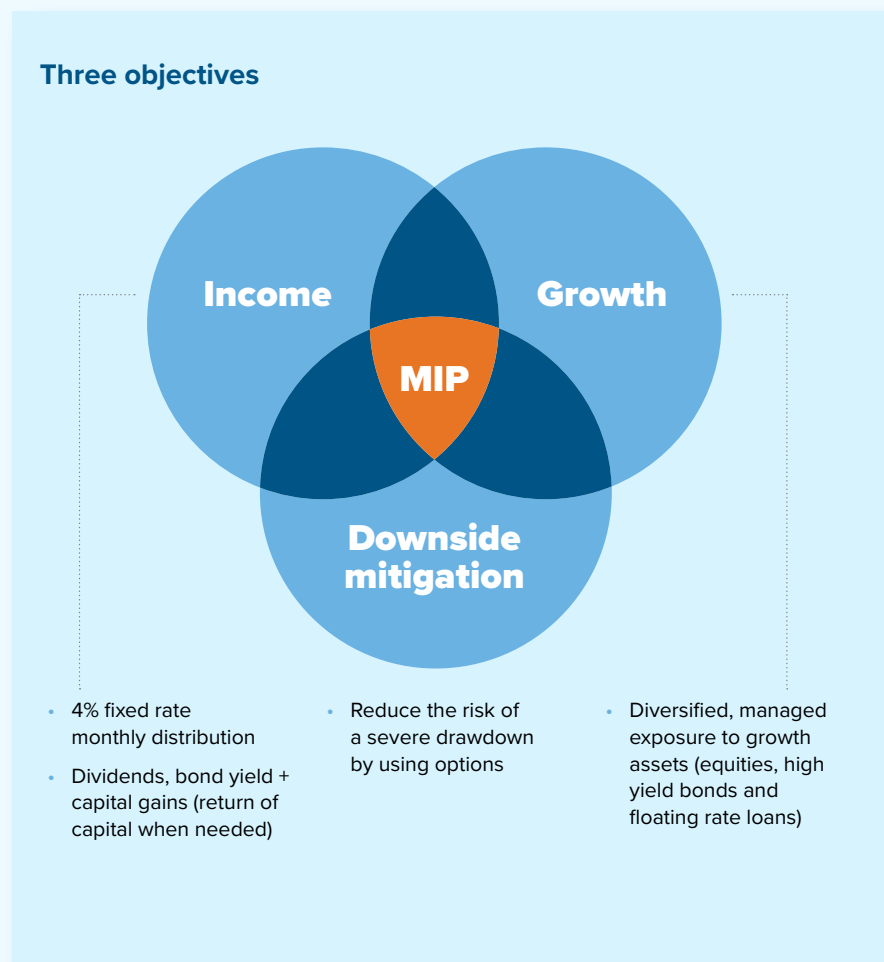 Three objectives
Income
Growth
MIP
Downside
mitigation
• 4% fixed rate
monthly distribution
• Dividends, bond yield +
capital gains (return of
capital when needed)
• Reduce the risk of
a severe drawdown
by using options
• Diversified, managed
exposure to growth
assets (equities, high
yield bonds and
floating rate loans)